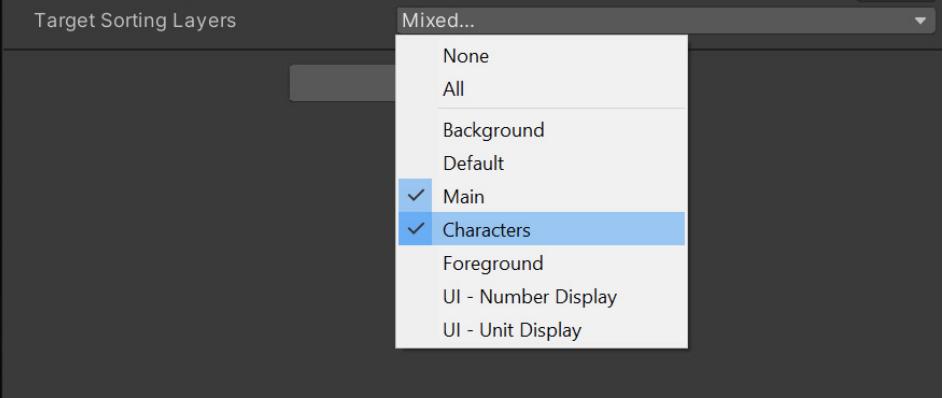 Target Sorting Layers
Mixed...
None
All
Background
Default
Main
Characters
Foreground
UI - Number Display
UI - Unit Display